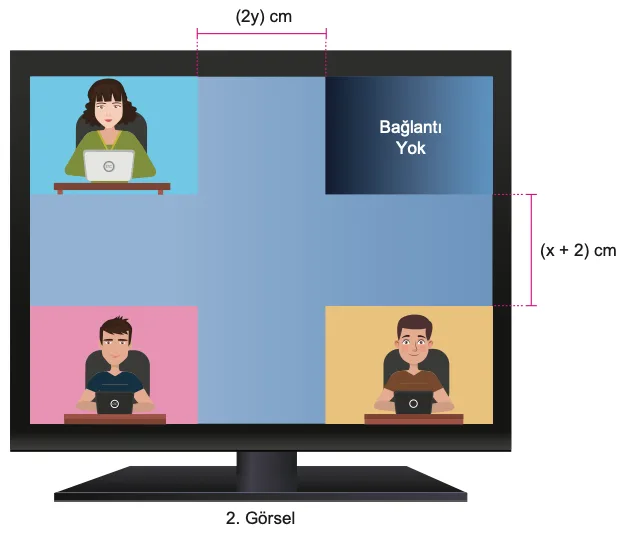 (2y) cm
Bağlantı
Yok
(x + 2) cm
2. Görsel